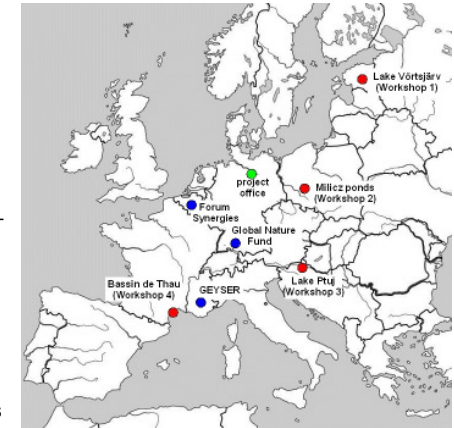 Lake Võrtsjärv
(Workshop 1)
project
office
Milicz ponds
(Workshop 2)
Forum
Synergies
Global Nature
Fund
Bassin de Thau
(Workshop 4)
GEYSER
Lake Ptuj
(Workshop 3)